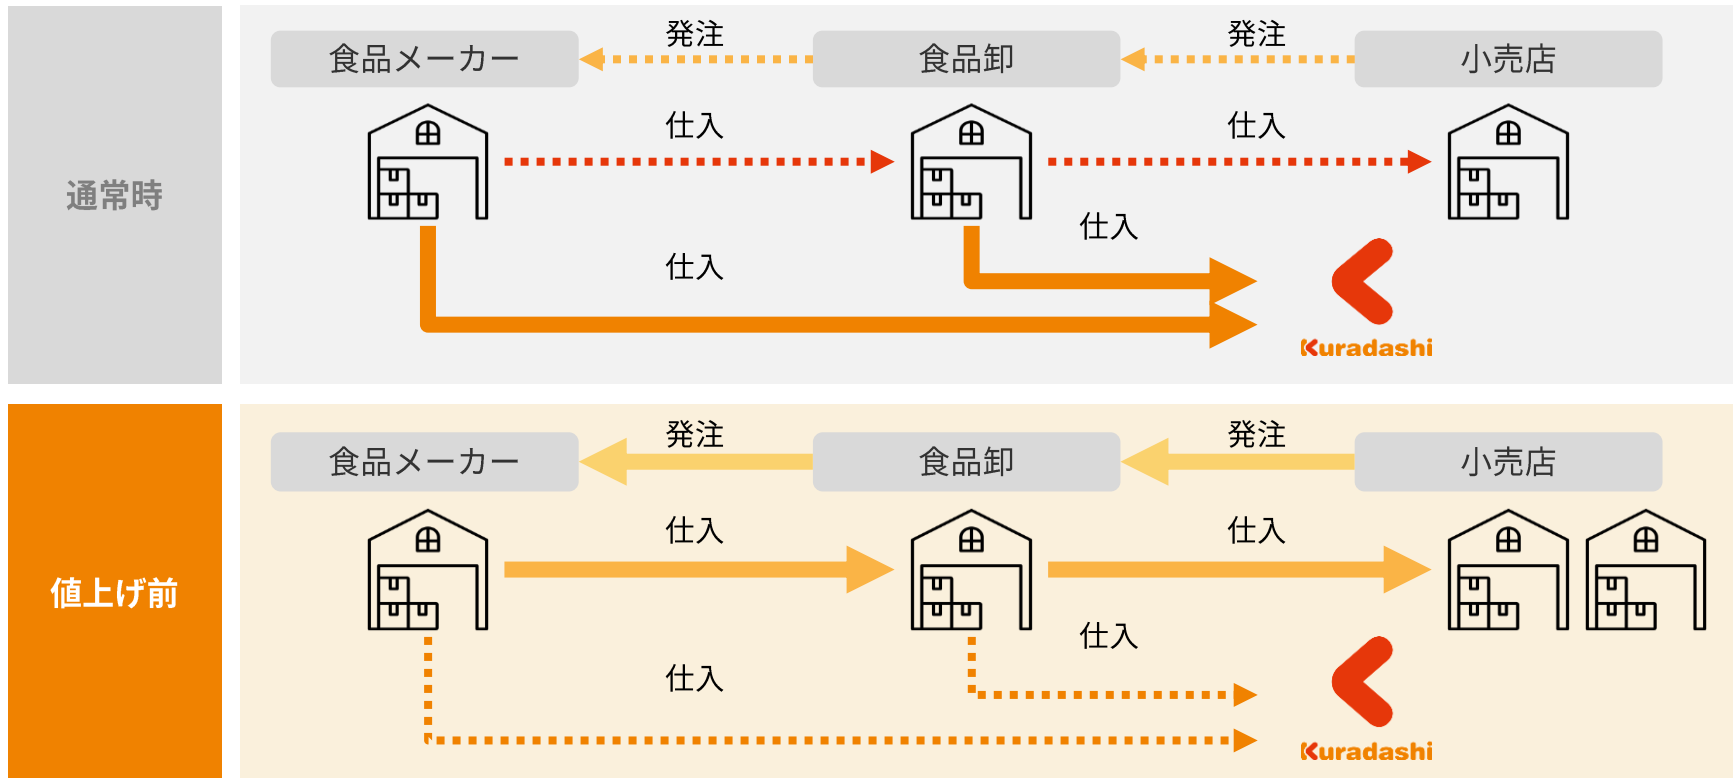 通常時
発注
発注
食品メーカー
食品卸
小売店
仕入
仕入
仕入
仕入
Kuradashi
値上げ前
発注
発注
食品メーカー
食品卸
小売店
仕入
仕入
仕入
仕入
Kuradashi